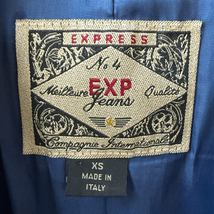 EXPRESS
No 4
EXP
Meilleure Qualité
Jeans
Compagnie Internationale
XS
MADE IN
ITALY